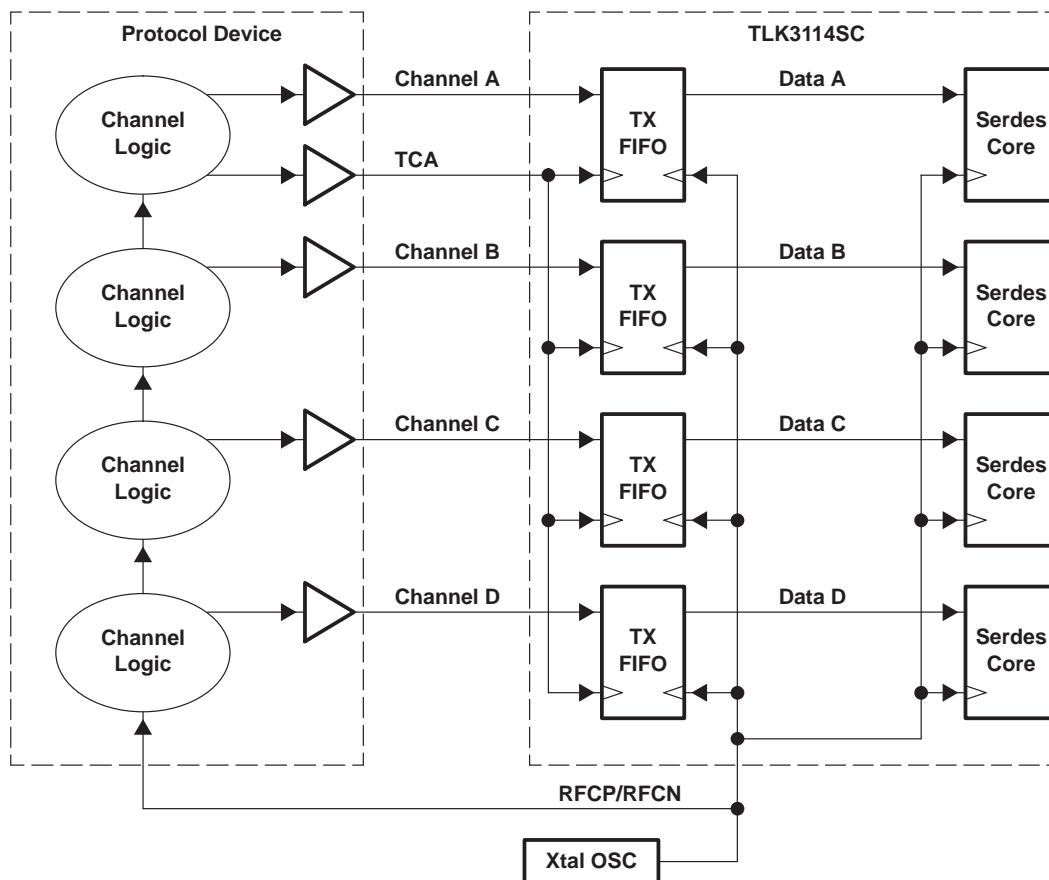 Protocol Device
TLK3114SC
Channel
Logic
Channel A
TX
FIFO
Data A
Serdes
Core
TCA
Channel
Logic
Channel B
TX
FIFO
Data B
Serdes
Core
Channel
Logic
Channel C
TX
FIFO
Data C
Serdes
Core
Channel
Logic
Channel D
TX
FIFO
Data D
Serdes
Core
RFCP/RFCN
Xtal OSC